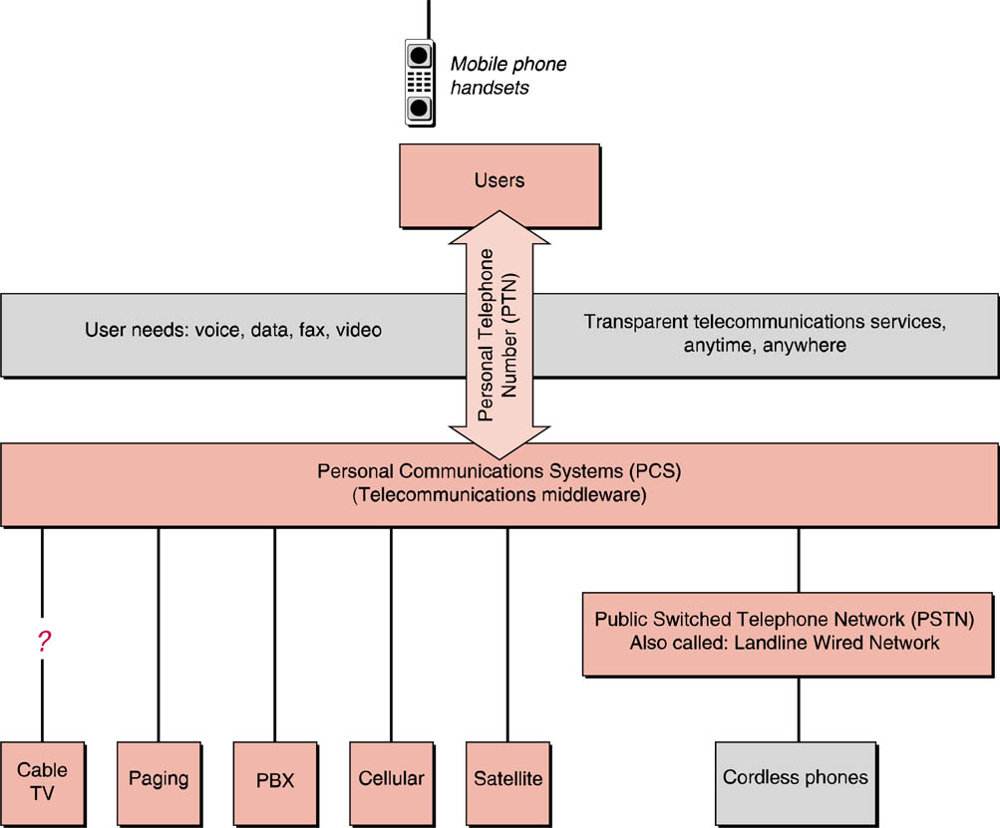 Mobile phone
handsets
Users
Personal Telephone
Number (PTN)
User needs: voice, data, fax, video
Transparent telecommunications services,
anytime, anywhere
Personal Communications Systems (PCS)
(Telecommunications middleware)
?
Public Switched Telephone Network (PSTN)
Also called: Landline Wired Network
Cable
TV
Paging
PBX
Cellular
Satellite
Cordless phones